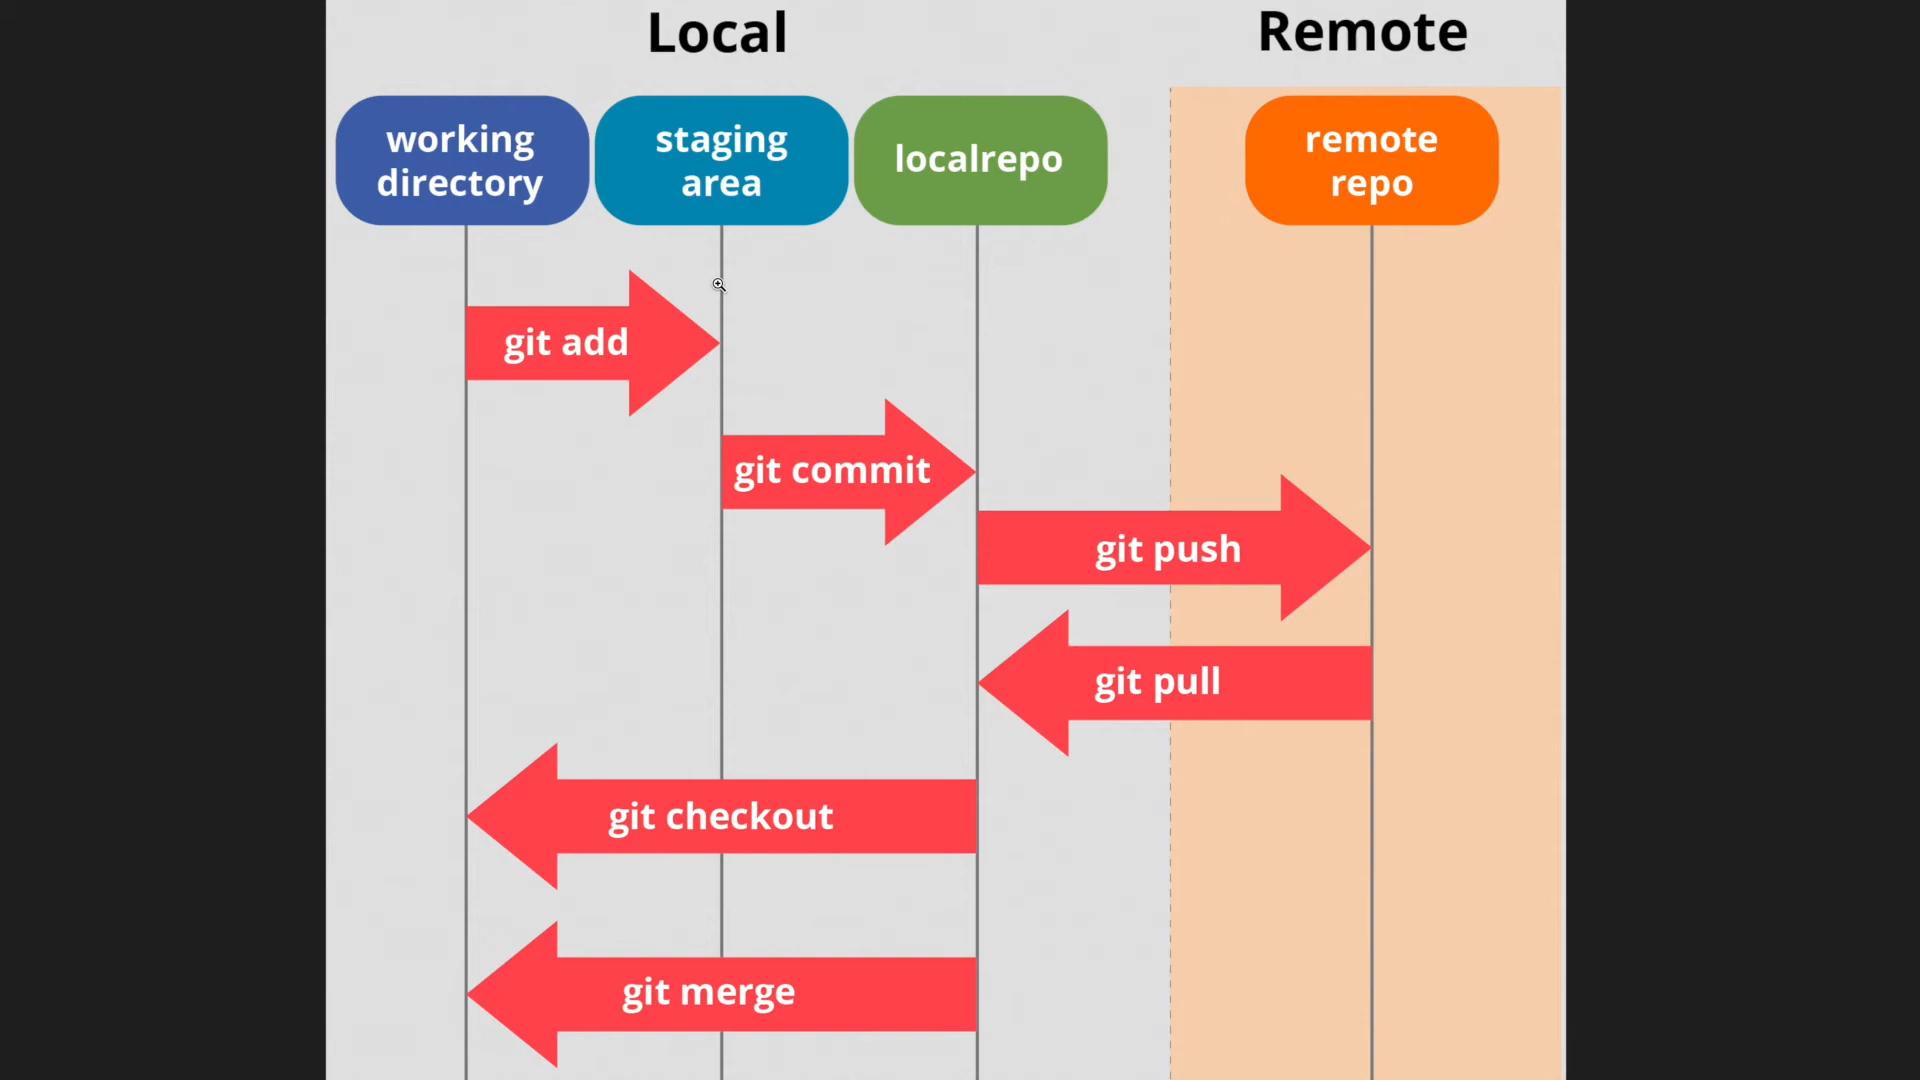 Local
Remote
working
directory
staging
area
localrepo
remote
repo
git add
git commit
git push
git pull
git checkout
git merge